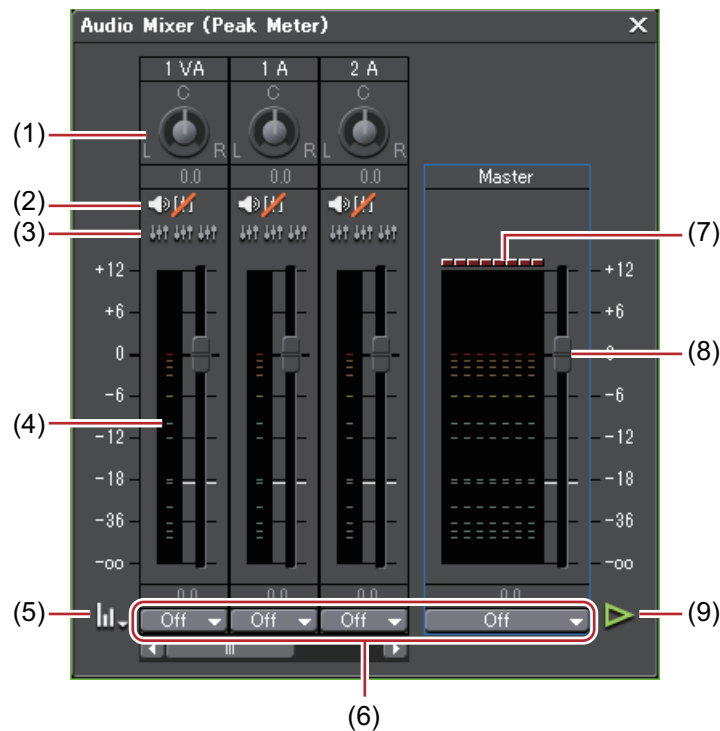 Audio Mixer (Peak Meter)
1 VA 1 A 2 A
C C C
(1)
L R L R L R
0.0 0.0 0.0 Master
(2)
(3)
(7)
+12 +12
+6 +6
0 0
(8)
-6 -6
(4)
-12 -12
-18 -18
-36 -36
-oo -oo
0.0 0.0 0.0 0.0
(5) Off Off Off Off (9)
(6)